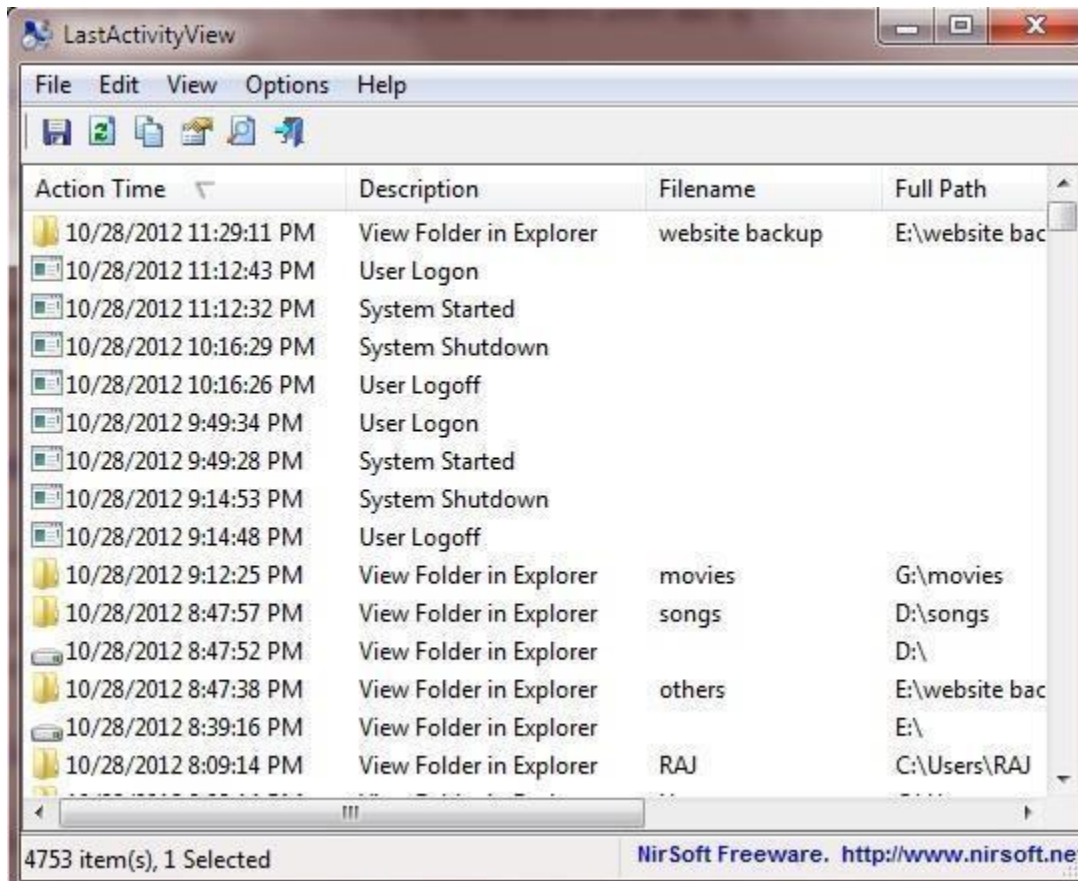 LastActivityView
File Edit View Options Help
Action Time Description Filename Full Path
10/28/2012 11:29:11 PM View Folder in Explorer website backup E:\website bac
10/28/2012 11:12:43 PM User Logon
10/28/2012 11:12:32 PM System Started
10/28/2012 10:16:29 PM System Shutdown
10/28/2012 10:16:26 PM User Logoff
10/28/2012 9:49:34 PM User Logon
10/28/2012 9:49:28 PM System Started
10/28/2012 9:14:53 PM System Shutdown
10/28/2012 9:14:48 PM User Logoff
10/28/2012 9:12:25 PM View Folder in Explorer movies G:\movies
10/28/2012 8:47:57 PM View Folder in Explorer songs D:\songs
10/28/2012 8:47:52 PM View Folder in Explorer D:\
10/28/2012 8:47:38 PM View Folder in Explorer others E:\website bac
10/28/2012 8:39:16 PM View Folder in Explorer E:\
10/28/2012 8:09:14 PM View Folder in Explorer RAJ C:\Users\RAJ
4753 item(s), 1 Selected NirSoft Freeware. http://www.nirsoft.ne